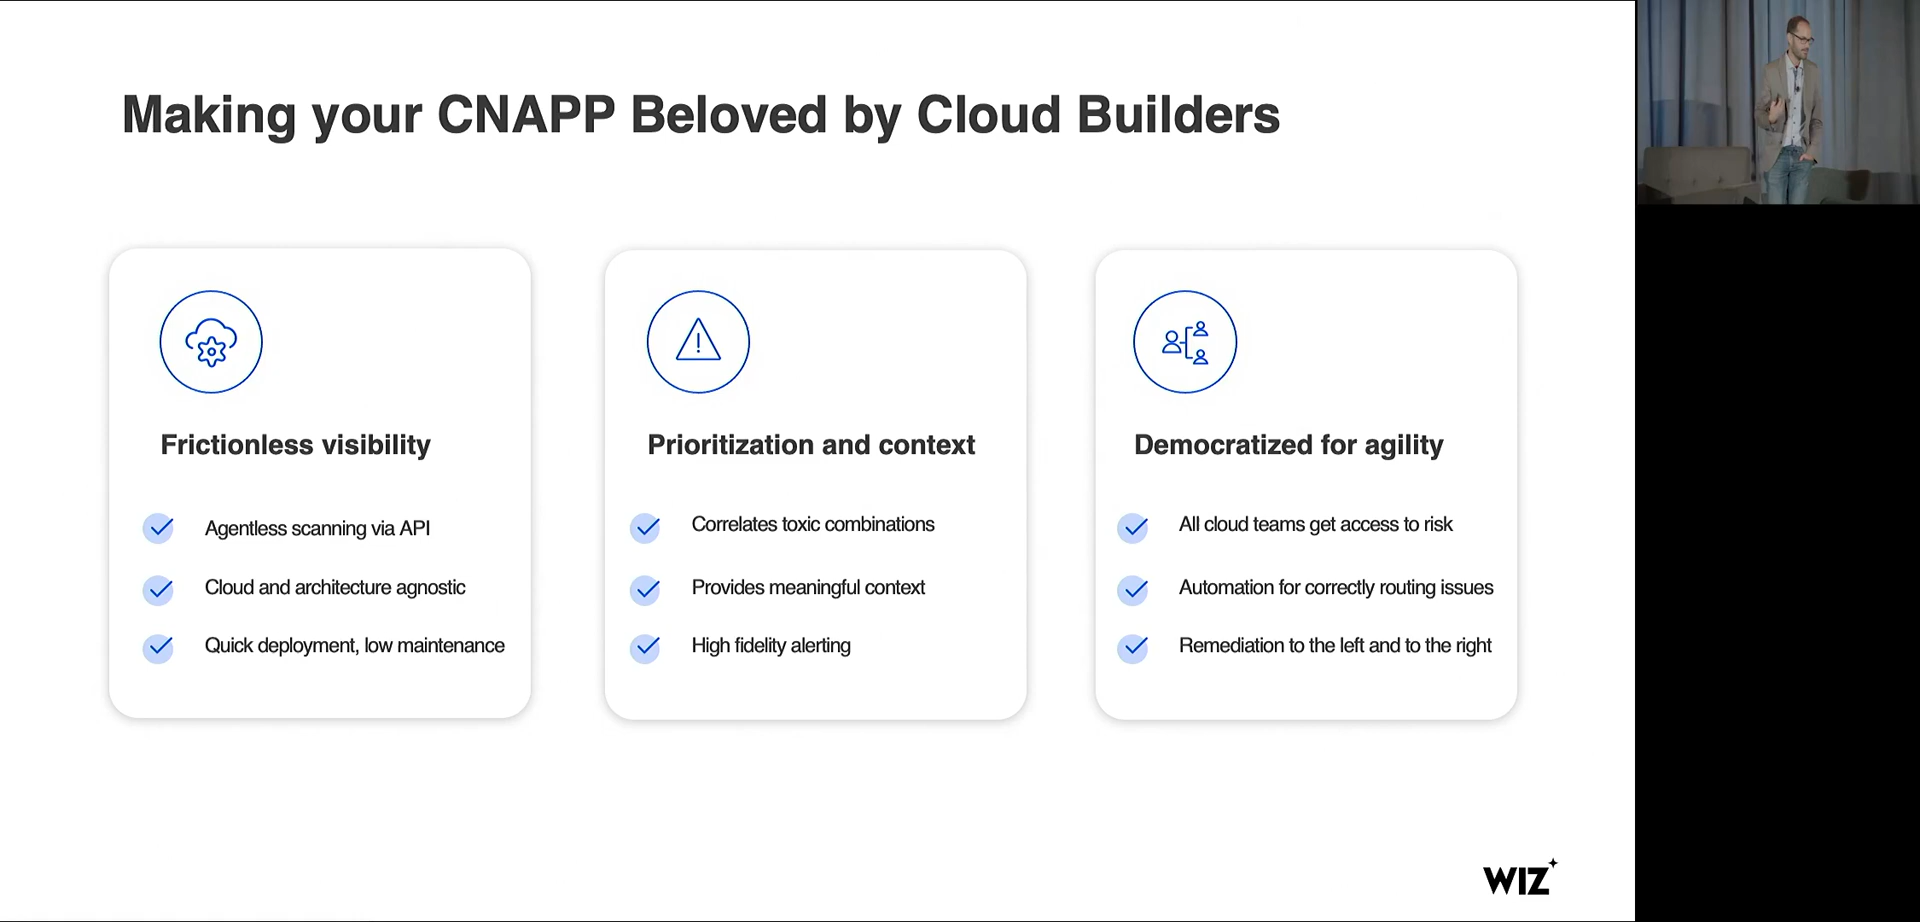 Making your CNAPP Beloved by Cloud Builders
Frictionless visibility
Agentless scanning via API
Cloud and architecture agnostic
Quick deployment, low maintenance
Prioritization and context
Correlates toxic combinations
Provides meaningful context
High fidelity alerting
Democratized for agility
All cloud teams get access to risk
Automation for correctly routing issues
Remediation to the left and to the right
WIZ